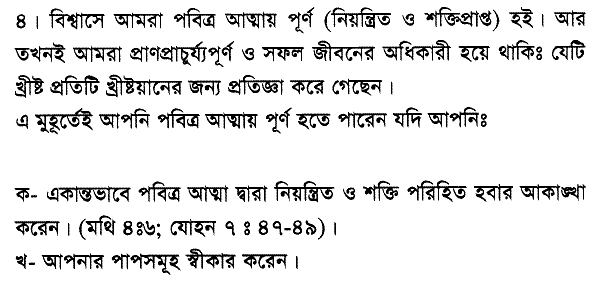 ৪। বিশ্বাসে আমরা পবিত্র আত্মায় পূর্ণ (নিয়ন্ত্রিত ও শক্তিপ্রাপ্ত) হই। আর
তখনই আমরা প্রাণপ্রাচুর্য্যপূর্ণ ও সফল জীবনের অধিকারী হয়ে থাকিঃ যেটি
খ্রীষ্ট প্রতিটি খ্রীষ্টিয়ানের জন্য প্রতিজ্ঞা করে গেছেন।
এ মুহূর্তেই আপনি পবিত্র আত্মায় পূর্ণ হতে পারেন যদি আপনিঃ
ক- একান্তভাবে পবিত্র আত্মা দ্বারা নিয়ন্ত্রিত ও শক্তি পরিহিত হবার আকাঙ্খা
করেন। (মথি ৪ঃ৬; যোহন ৭ ঃ ৪৭-৪৯)।
খ- আপনার পাপসমূহ স্বীকার করেন।